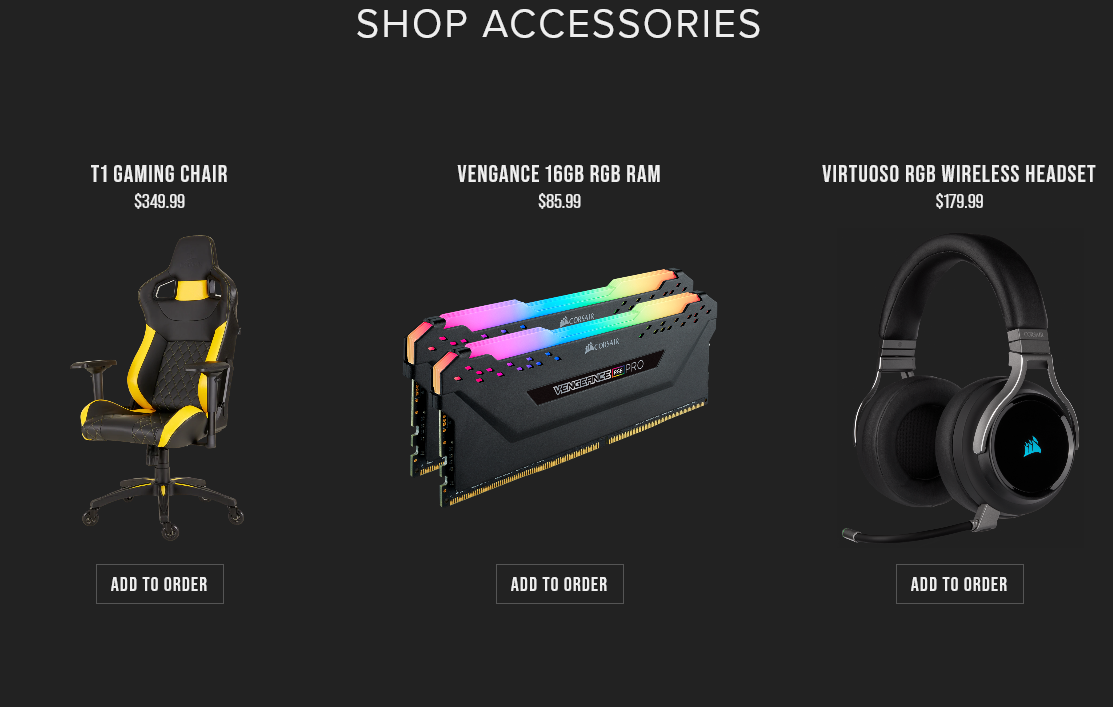 SHOP ACCESSORIES
T1 GAMING CHAIR
$349.99
VENGANCE 16GB RGB RAM
$85.99
VIRTUOSO RGB WIRELESS HEADSET
$179.99
CORSAIR
CORSAIR
VENGEANCE RGB PRO
CORSAIR
ADD TO ORDER
ADD TO ORDER
ADD TO ORDER